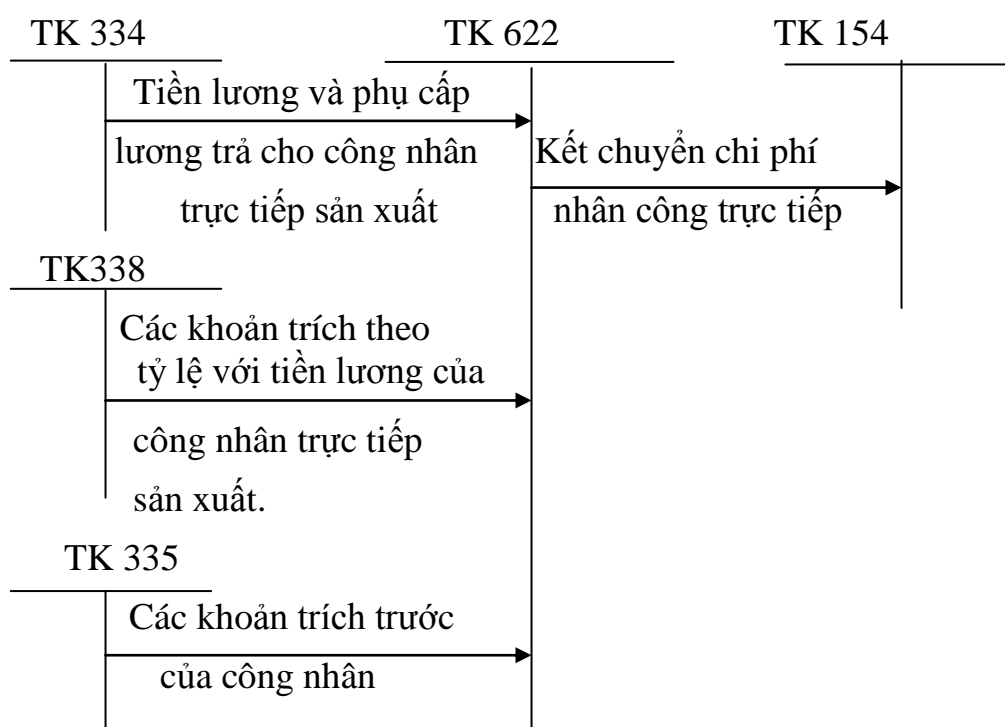 TK 334
TK 622
TK 154
Tiền lương và phụ cấp
lương trả cho công nhân
trực tiếp sản xuất
Kết chuyển chi phí
nhân công trực tiếp
TK338
Các khoản trích theo
tỷ lệ với tiền lương của
công nhân trực tiếp
sản xuất.
TK 335
Các khoản trích trước
của công nhân